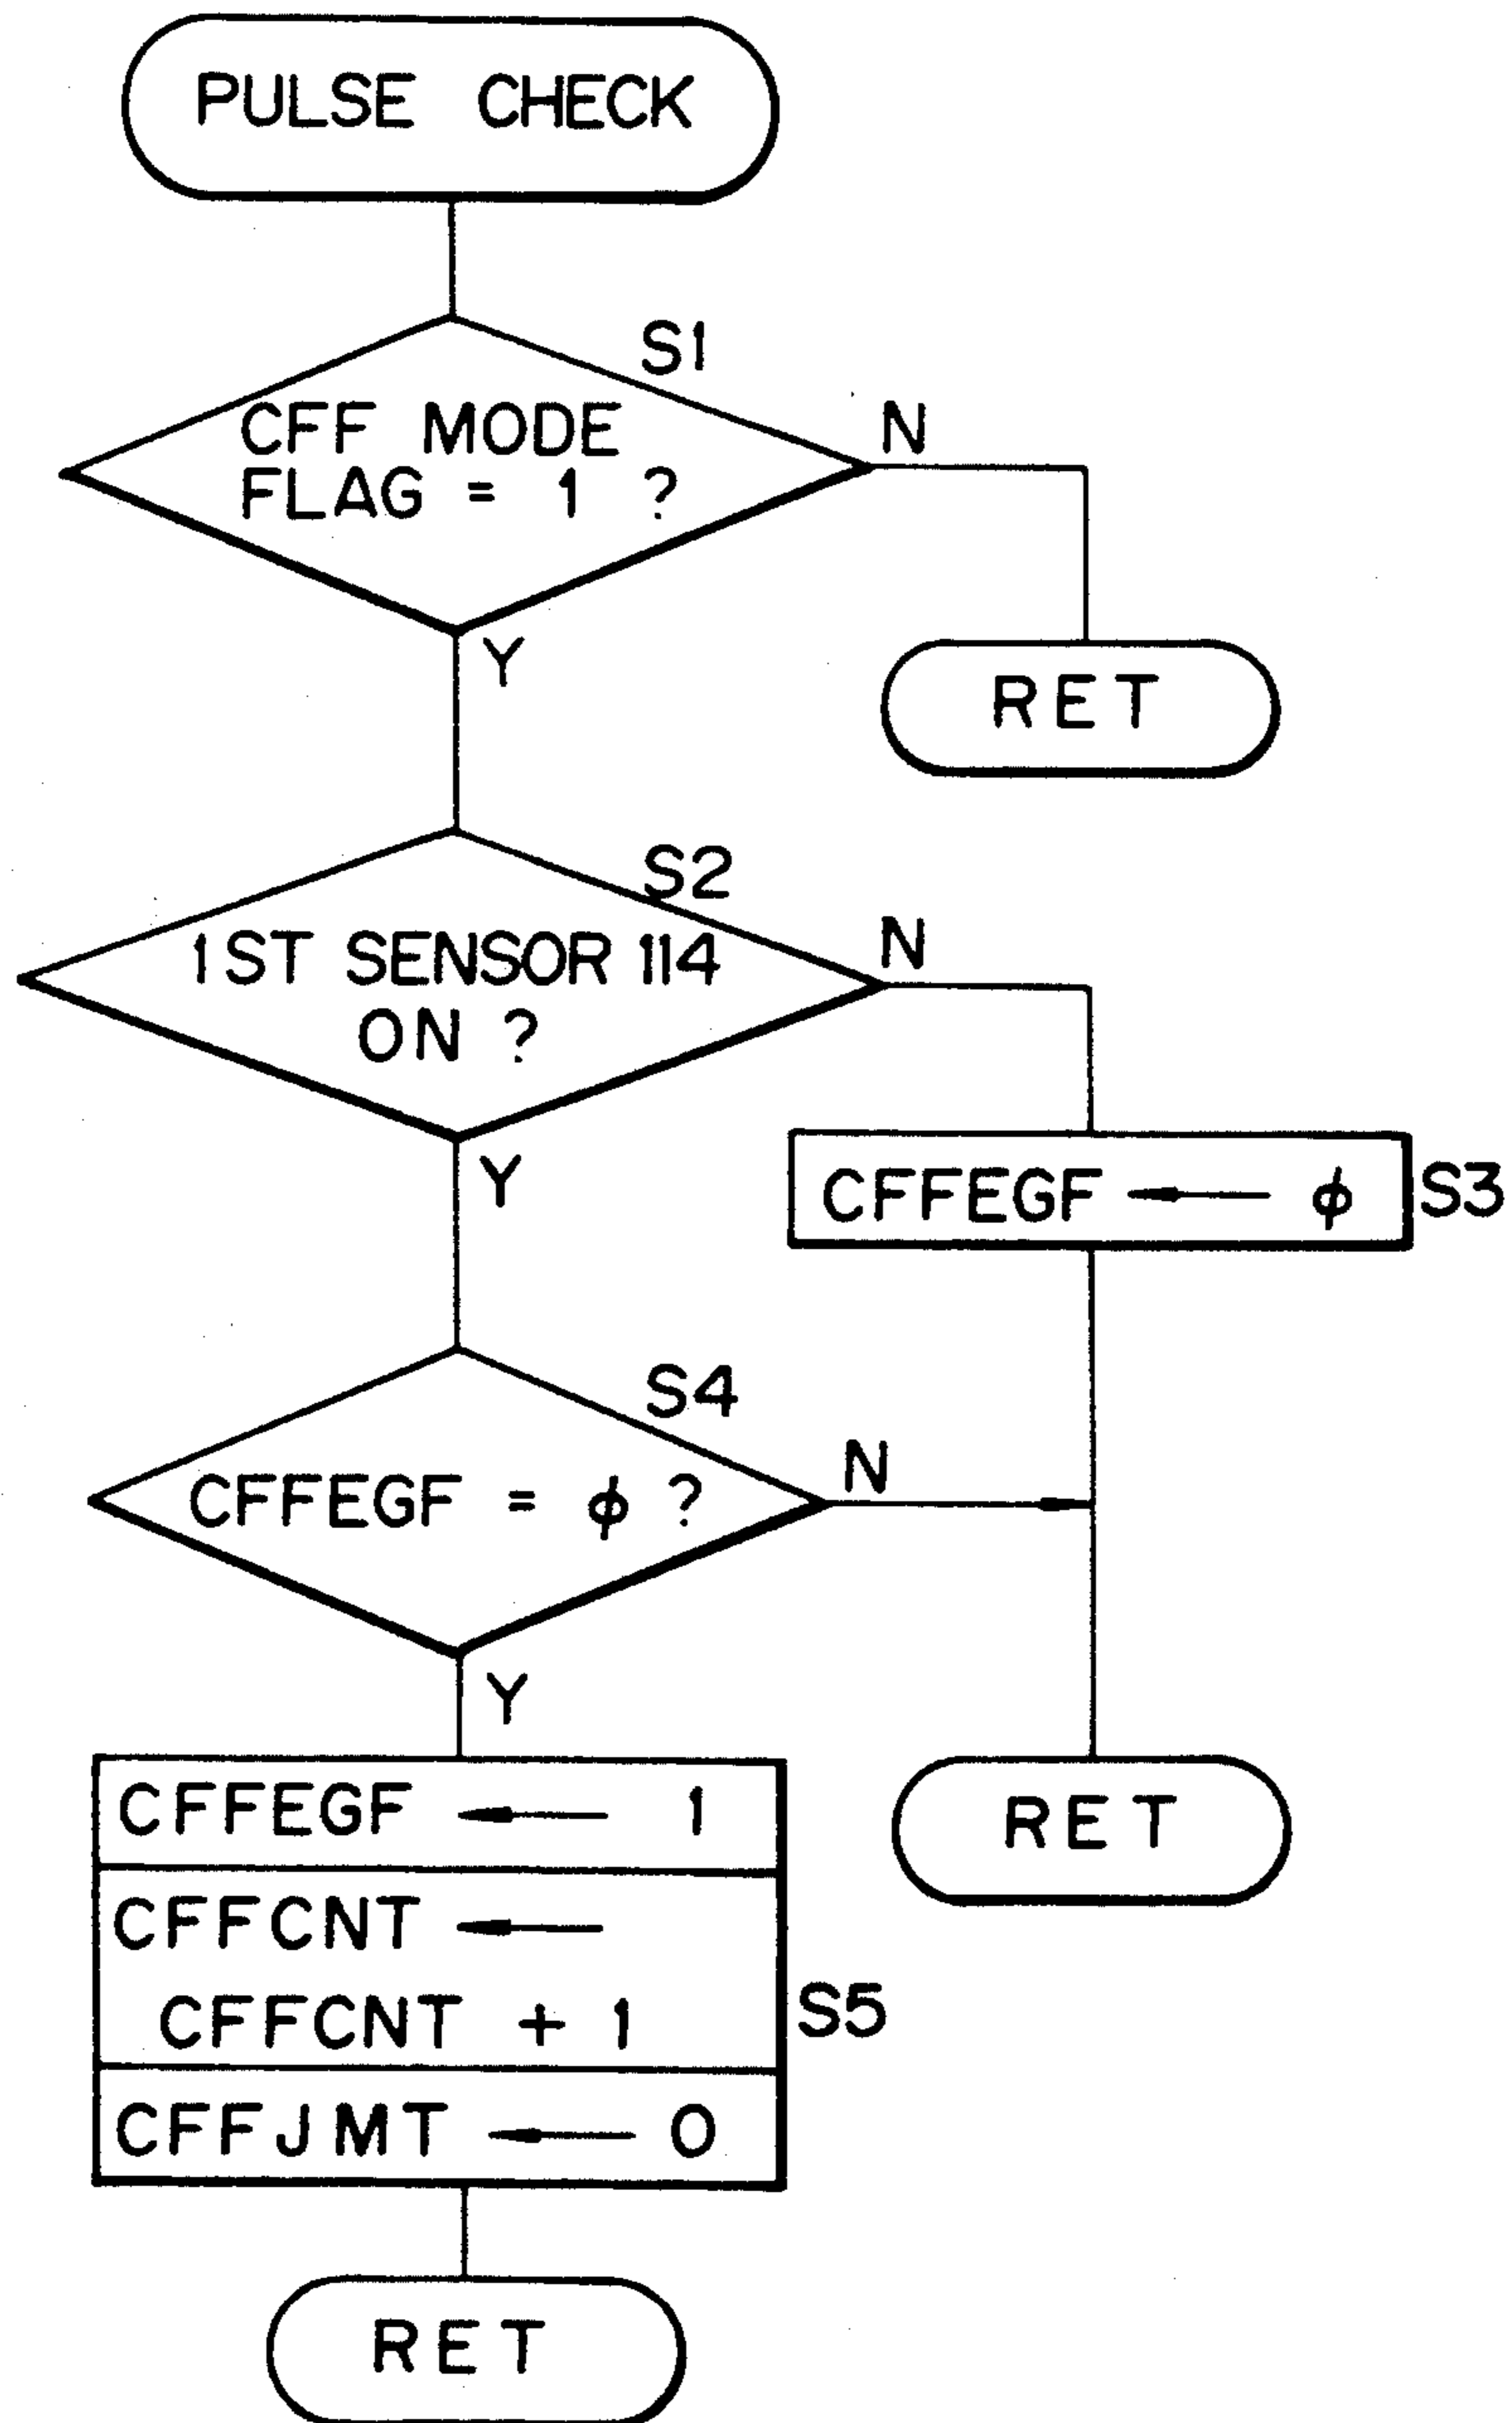 PULSE CHECK
S1
CFF MODE
FLAG = 1 ?
N
Y
RET
S2
1ST SENSOR 114
ON ?
N
Y
CFFEGF ← ϕ
S3
S4
CFFEGF = ϕ ?
N
Y
CFFEGF ← 1
CFFCNT ←
CFFCNT + 1
S5
CFFJMT ← 0
RET
RET